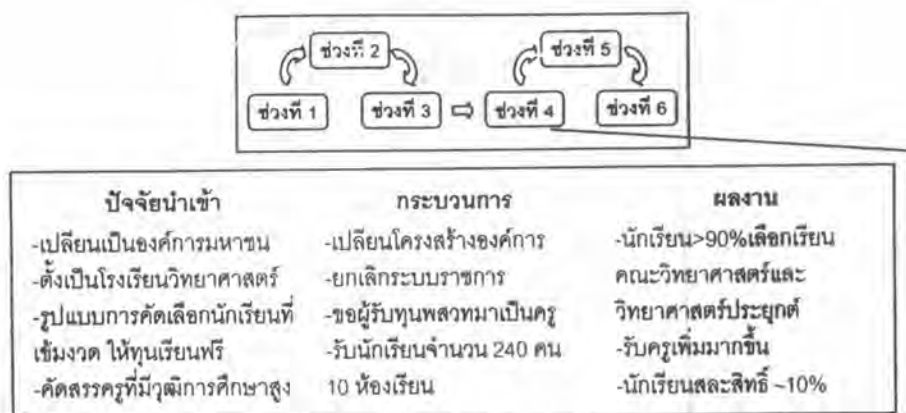 ช่วงที่ 2
ช่วงที่ 5
ช่วงที่ 1
ช่วงที่ 3
ช่วงที่ 4
ช่วงที่ 6
ปัจจัยนำเข้า
-เปลี่ยนเป็นองค์การมหาชน
-ตั้งเป็นโรงเรียนวิทยาศาสตร์
-รูปแบบการคัดเลือกนักเรียนที่
เข้มงวด ให้ทุนเรียนฟรี
-คัดสรรครูที่มีวุฒิการศึกษาสูง
กระบวนการ
-เปลี่ยนโครงสร้างองค์การ
-ยกเลิกระบบราชการ
-ขอผู้รับทุนพสวทมาเป็นครู
-รับนักเรียนจำนวน 240 คน
10 ห้องเรียน
ผลงาน
-นักเรียน>90%เลือกเรียน
คณะวิทยาศาสตร์และ
วิทยาศาสตร์ประยุกต์
-รับครูเพิ่มมากขึ้น
-นักเรียนสละสิทธิ์ ~10%